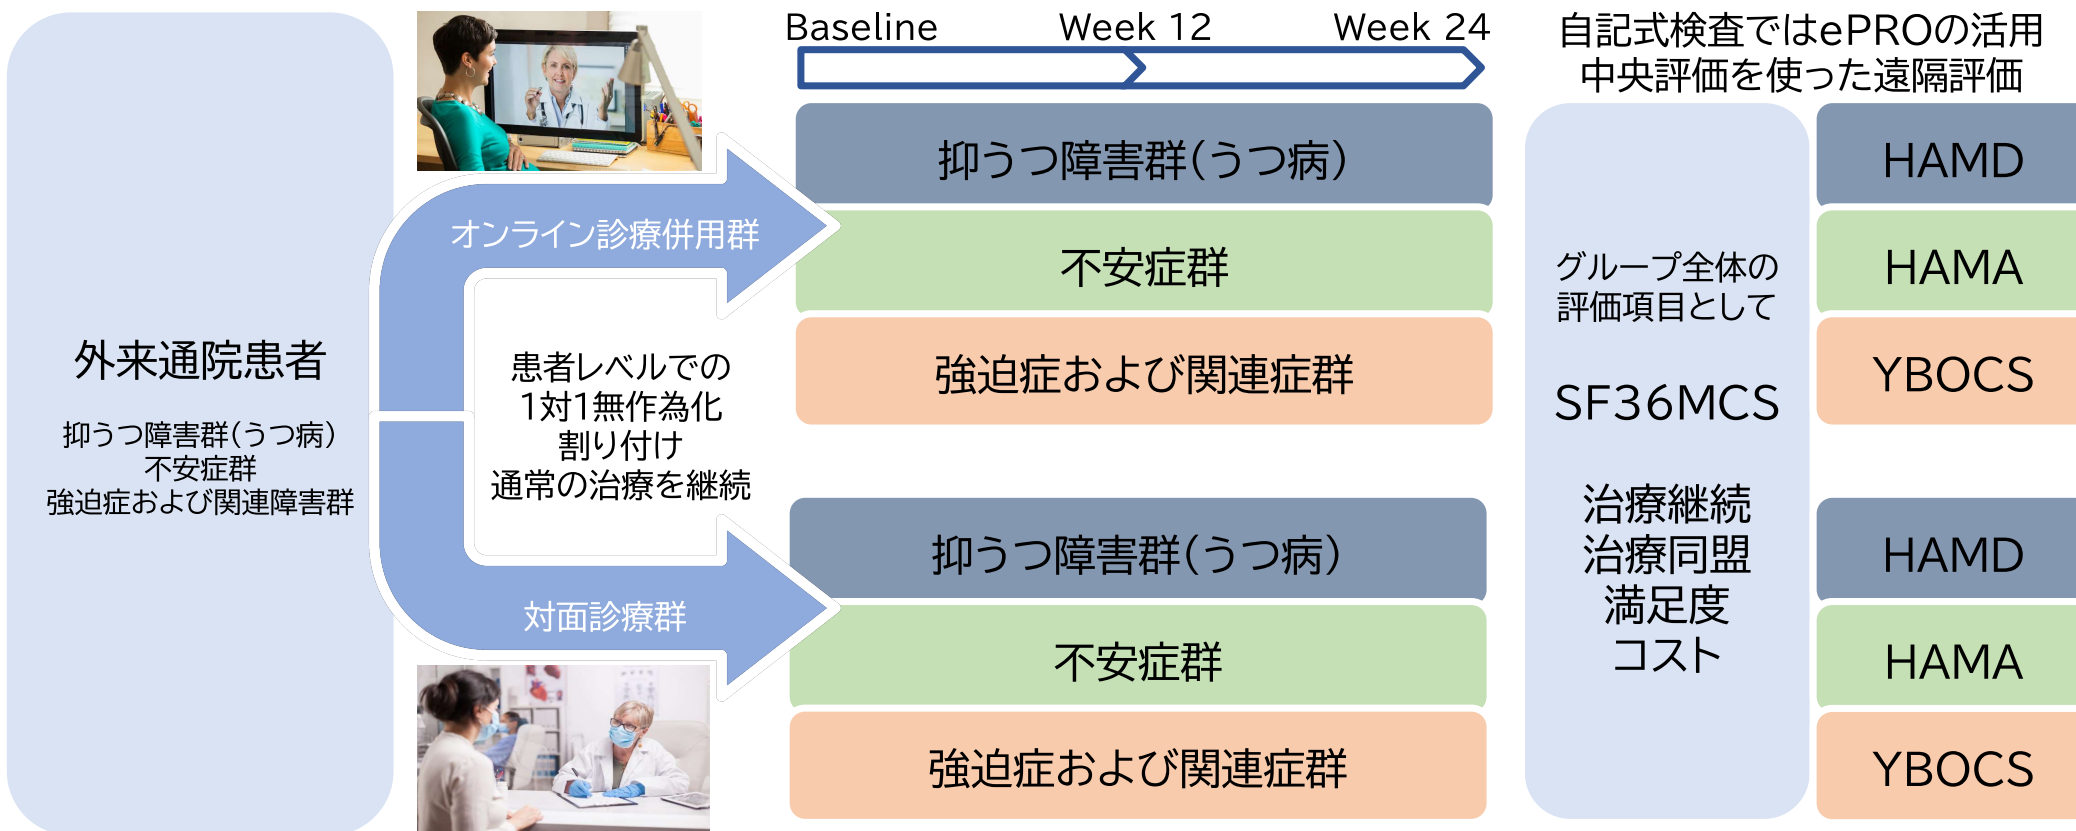 外来通院患者
抑うつ障害群(うつ病)
不安症群
強迫症および関連障害群
オンライン診療併用群
患者レベルでの
1対1無作為化
割り付け
通常の治療を継続
対面診療群
Baseline Week 12 Week 24
抑うつ障害群(うつ病)
不安症群
強迫症および関連症群
抑うつ障害群(うつ病)
不安症群
強迫症および関連症群
自記式検査ではePROの活用
中央評価を使った遠隔評価
グループ全体の
評価項目として
SF36MCS
治療継続
治療同盟
満足度
コスト
HAMD
HAMA
YBOCS
HAMD
HAMA
YBOCS